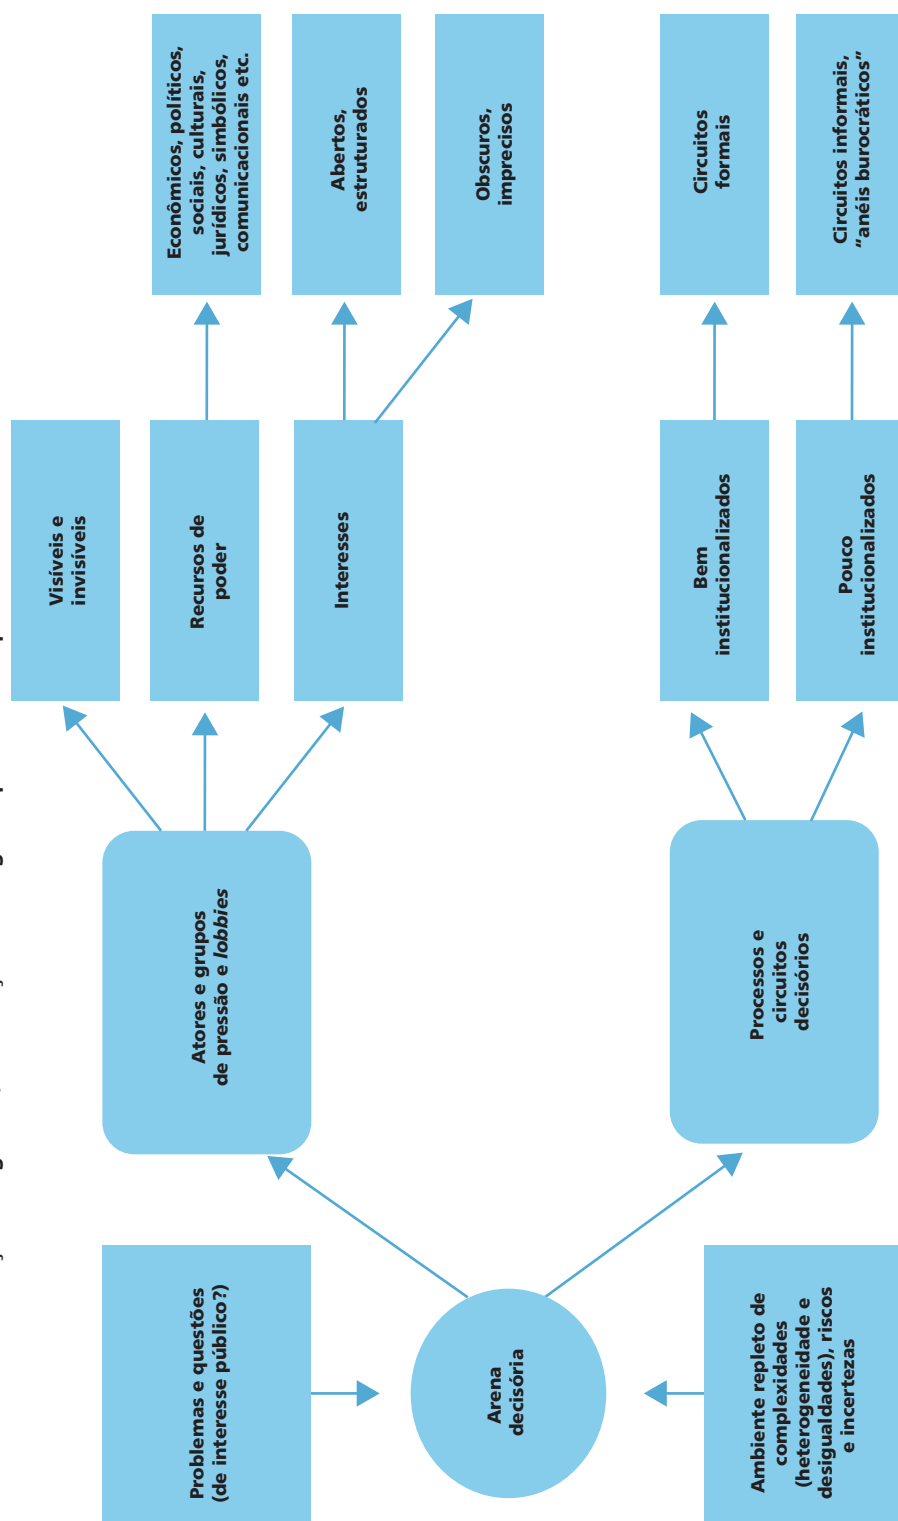 Problemas e questões
(de interesse público?)
Arena
decisória
Ambiente repleto de
complexidades
(heterogeneidade e
desigualdades), riscos
e incertezas
Atores e grupos
de pressão e lobbies
Processos e
circuitos
decisórios
Visíveis e
invisíveis
Recursos de
poder
Interesses
Bem
institucionalizados
Pouco
institucionalizados
Econômicos, políticos,
sociais, culturais,
jurídicos, simbólicos,
comunicacionais etc.
Abertos,
estruturados
Obscuros,
imprecisos
Circuitos
formais
Circuitos informais,
“anéis burocráticos”